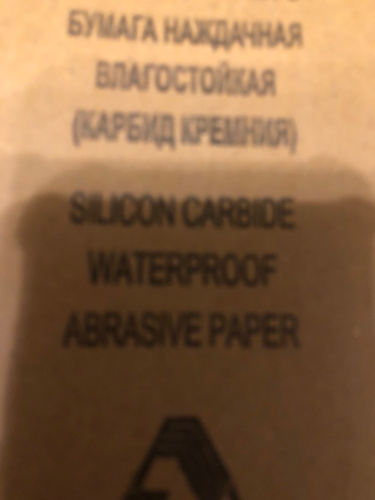 БУМАГА НАЖДАЧНАЯ
ВЛАГОСТОЙКАЯ
(КАРБИД КРЕМНИЯ)
SILICON CARBIDE
WATERPROOF
ABRASIVE PAPER